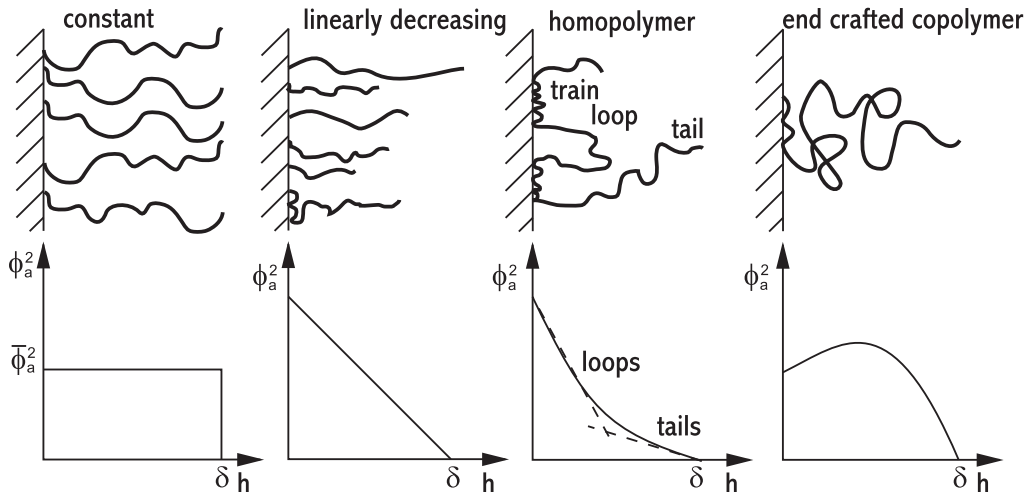 constant
linearly decreasing
homopolymer
end crafted copolymer
train
loop
tail
ϕₐ²
ϕ̅ₐ²
δ h
ϕₐ²
δ h
ϕₐ²
loops
tails
δ h
ϕₐ²
δ h